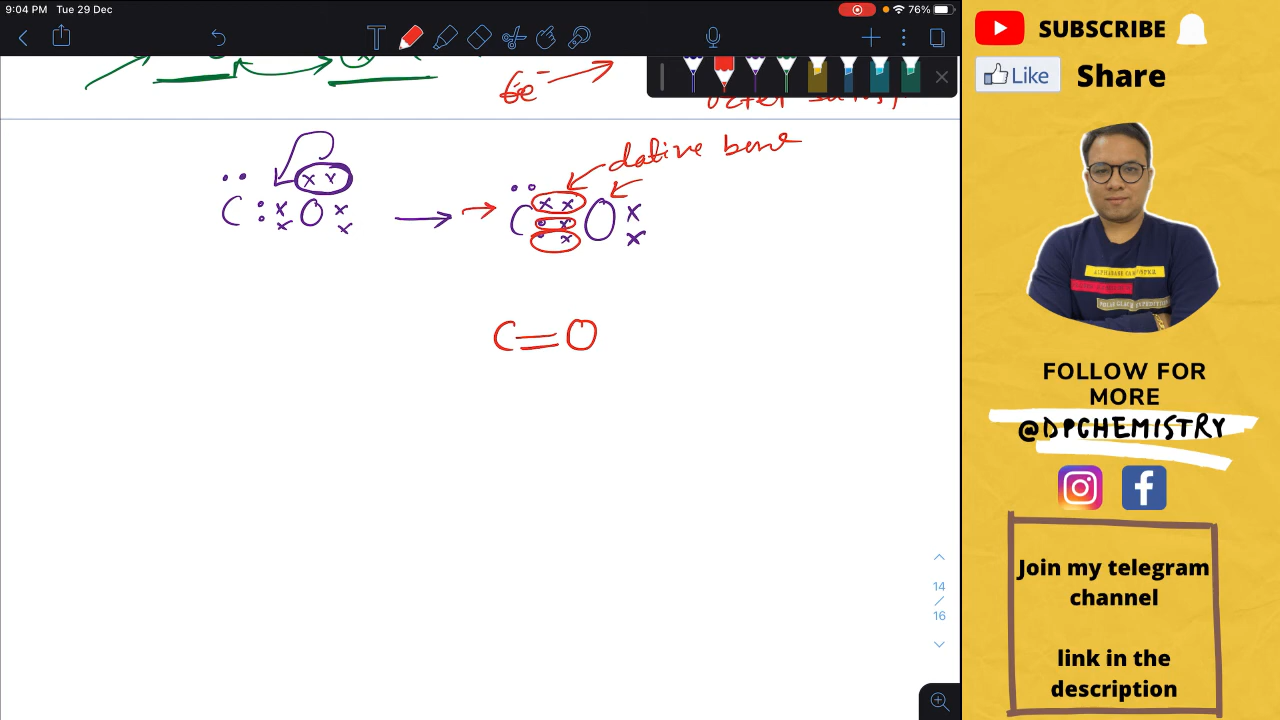 9:04 PM Tue 29 Dec
76%
6e⁻
dative bond
C : x x O x x
C x x O x x
C=O
14
/
16
SUBSCRIBE
Like
Share
FOLLOW FOR
MORE
@DPCHEMISTRY
Join my telegram
channel
link in the
description